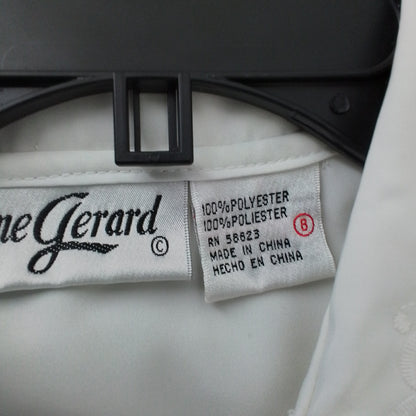 ne Gerard
©
100% POLYESTER
100% POLIESTER
RN 58623
MADE IN CHINA
HECHO EN CHINA
8